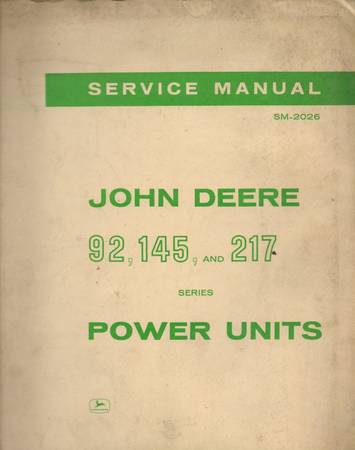 SERVICE MANUAL
SM-2026
JOHN DEERE
92, 145, AND 217
SERIES
POWER UNITS